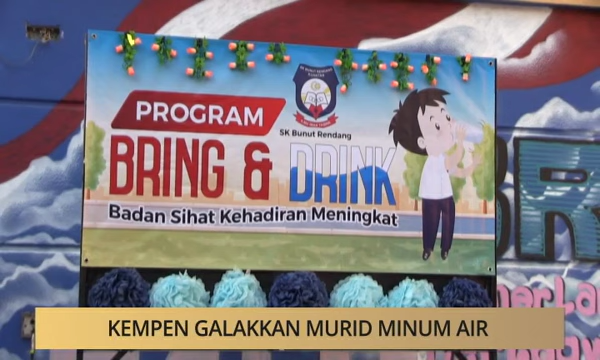 PROGRAM
SK Bunut Rendang
BRING & DRINK
Badan Sihat Kehadiran Meningkat
KEMPEN GALAKKAN MURID MINUM AIR